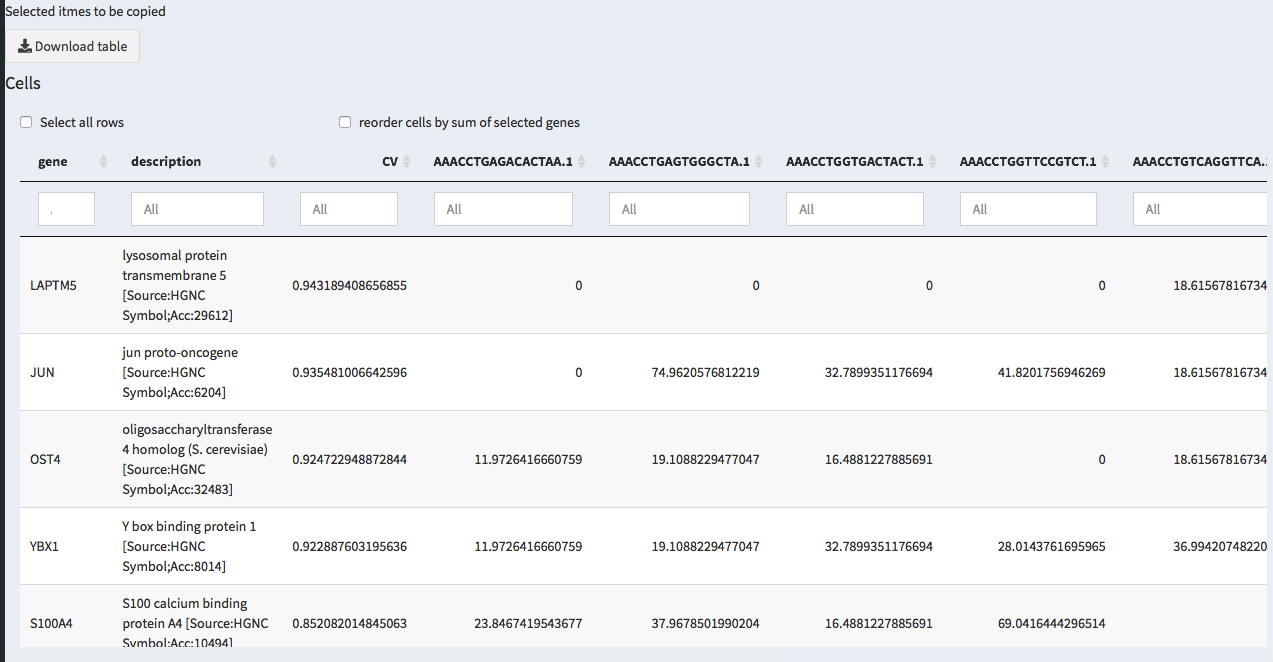 Selected itmes to be copied
Download table
Cells
Select all rows
reorder cells by sum of selected genes
gene description CV AAACCTGAGACACTAA.1 AAACCTGAGTGGGCTA.1 AAACCTGGTGACTACT.1 AAACCTGGTTCCGTCT.1 AAACCTGTCAGGTTCA.
. All All All All All All All
lysosomal protein
transmembrane 5
LAPTM5 0.943189408656855 0 0 0 0 18.61567816734
[Source:HGNC
Symbol;Acc:29612]
jun proto-oncogene
JUN [Source:HGNC 0.935481006642596 0 74.9620576812219 32.7899351176694 41.8201756946269 18.61567816734
Symbol;Acc:6204]
oligosaccharyltransferase
4 homolog (S. cerevisiae)
OST4 0.924722948872844 11.9726416660759 19.1088229477047 16.4881227885691 0 18.61567816734
[Source:HGNC
Symbol;Acc:32483]
Y box binding protein 1
YBX1 [Source:HGNC 0.922887603195636 11.9726416660759 19.1088229477047 32.7899351176694 28.0143761695965 36.99420748220
Symbol;Acc:8014]
S100 calcium binding
S100A4 protein A4 [Source:HGNC 0.852082014845063 23.8467419543677 37.9678501990204 16.4881227885691 69.0416444296514
Symbol;Acc:10494]